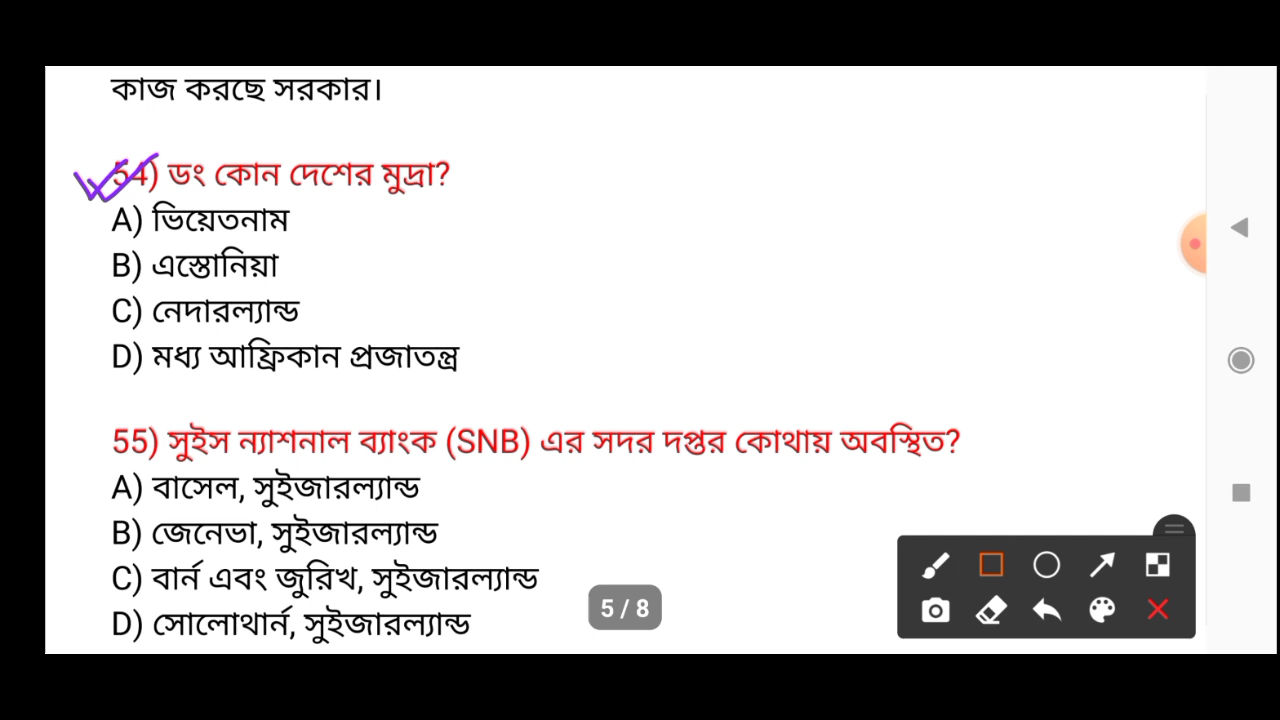 কাজ করছে সরকার।
54) ডং কোন দেশের মুদ্রা?
A) ভিয়েতনাম
B) এস্তোনিয়া
C) নেদারল্যান্ড
D) মধ্য আফ্রিকান প্রজাতন্ত্র
55) সুইস ন্যাশনাল ব্যাংক (SNB) এর সদর দপ্তর কোথায় অবস্থিত?
A) বাসেল, সুইজারল্যান্ড
B) জেনেভা, সুইজারল্যান্ড
C) বার্ন এবং জুরিখ, সুইজারল্যান্ড
D) সোলোথার্ন, সুইজারল্যান্ড
5 / 8